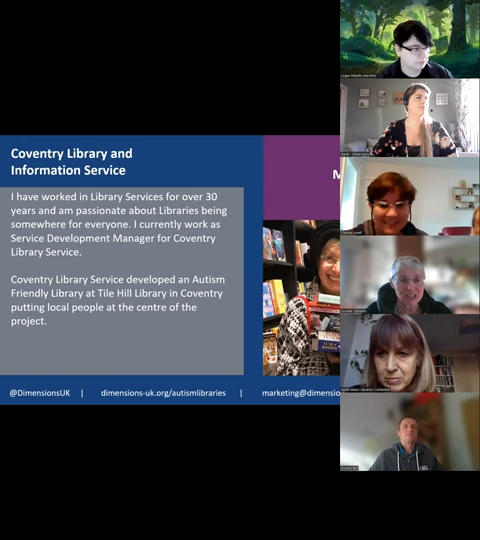 Coventry Library and
Information Service
M
I have worked in Library Services for over 30
years and am passionate about Libraries being
somewhere for everyone. I currently work as
Service Development Manager for Coventry
Library Service.
Coventry Library Service developed an Autism
Friendly Library at Tile Hill Library in Coventry
putting local people at the centre of the
project.
@DimensionsUK | dimensions-uk.org/autismlibraries | marketing@dimensio